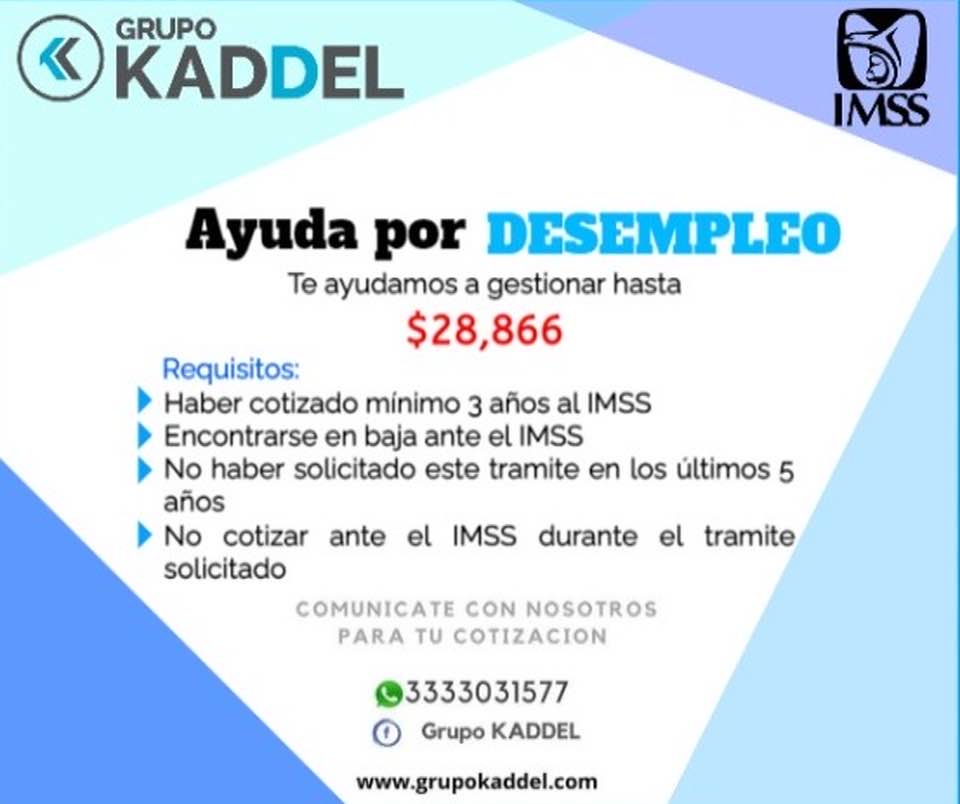 GRUPO
KADDEL
IMSS
Ayuda por DESEMPLEO
Te ayudamos a gestionar hasta
$28,866
Requisitos:
Haber cotizado mínimo 3 años al IMSS
Encontrarse en baja ante el IMSS
No haber solicitado este tramite en los últimos 5
años
No cotizar ante el IMSS durante el tramite
solicitado
COMUNICATE CON NOSOTROS
PARA TU COTIZACION
3333031577
f Grupo KADDEL
www.grupokaddel.com